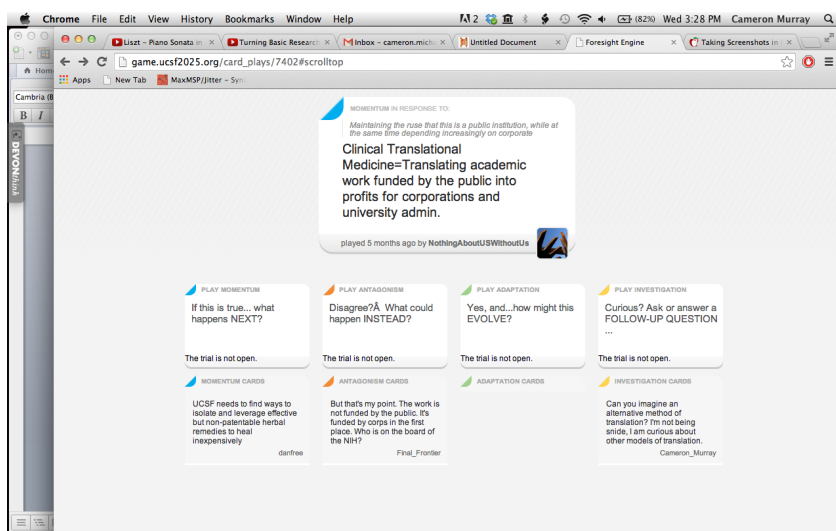 Chrome File Edit View History Bookmarks Window Help 2 (82%) Wed 3:28 PM Cameron Murray
Liszt - Piano Sonata in
Turning Basic Research
Inbox - cameron.mich
Untitled Document
Foresight Engine
Taking Screenshots in
game.ucsf2025.org/card_plays/7402#scrolltop
Apps New Tab MaxMSP/Jitter - Syn
Home
Cambria (B
B I
DEVONthink
MOMENTUM IN RESPONSE TO:
Maintaining the ruse that this is a public institution, while at
the same time depending increasingly on corporate
Clinical Translational
Medicine=Translating academic
work funded by the public into
profits for corporations and
university admin.
played 5 months ago by NothingAboutUSWithoutUs
PLAY MOMENTUM
If this is true... what
happens NEXT?
The trial is not open.
PLAY ANTAGONISM
Disagree?Â What could
happen INSTEAD?
The trial is not open.
PLAY ADAPTATION
Yes, and...how might this
EVOLVE?
The trial is not open.
PLAY INVESTIGATION
Curious? Ask or answer a
FOLLOW-UP QUESTION
...
The trial is not open.
MOMENTUM CARDS
UCSF needs to find ways to
isolate and leverage effective
but non-patentable herbal
remedies to heal
inexpensively
danfree
ANTAGONISM CARDS
But that's my point. The work is
not funded by the public. It's
funded by corps in the first
place. Who is on the board of
the NIH?
Final_Frontier
ADAPTATION CARDS
INVESTIGATION CARDS
Can you imagine an
alternative method of
translation? I'm not being
snide, I am curious about
other models of translation.
Cameron_Murray